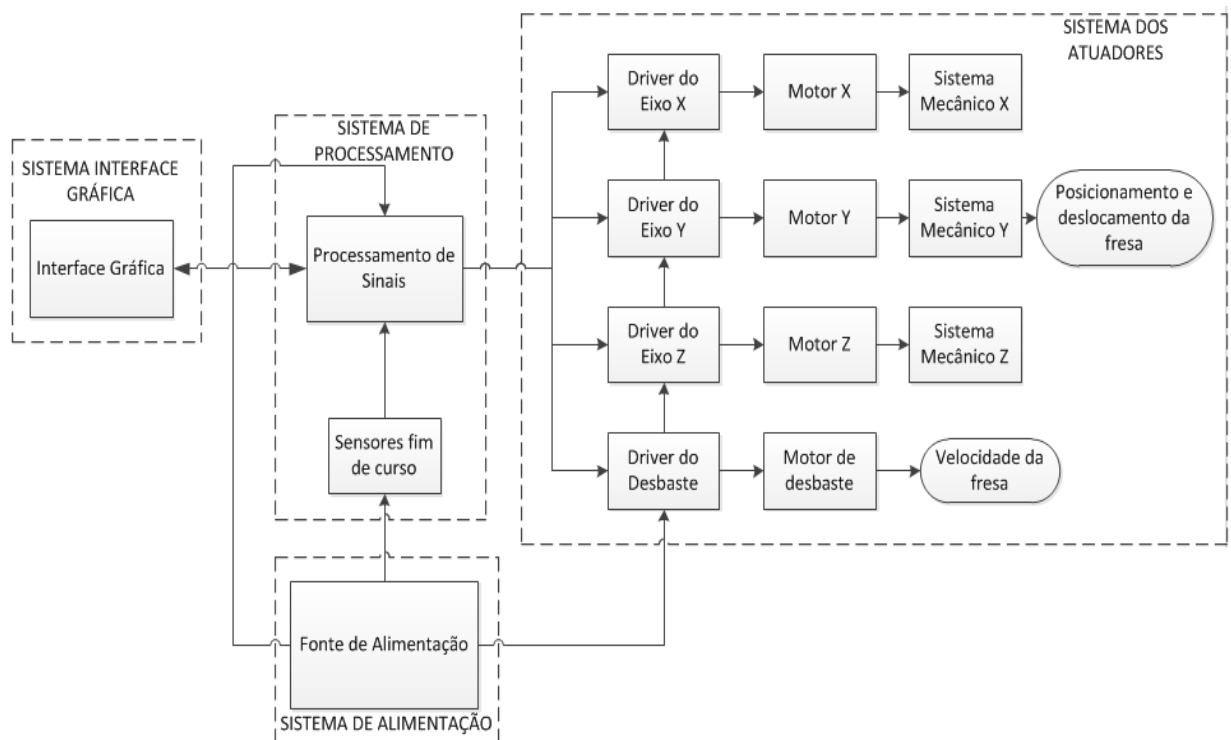 SISTEMA INTERFACE
GRÁFICA
Interface Gráfica
SISTEMA DE
PROCESSAMENTO
Processamento de
Sinais
Sensores fim
de curso
Fonte de Alimentação
SISTEMA DE ALIMENTAÇÃO
SISTEMA DOS
ATUADORES
Driver do
Eixo X
Motor X
Sistema
Mecânico X
Driver do
Eixo Y
Motor Y
Sistema
Mecânico Y
Posicionamento e
deslocamento da
fresa
Driver do
Eixo Z
Motor Z
Sistema
Mecânico Z
Driver do
Desbaste
Motor de
desbaste
Velocidade da
fresa